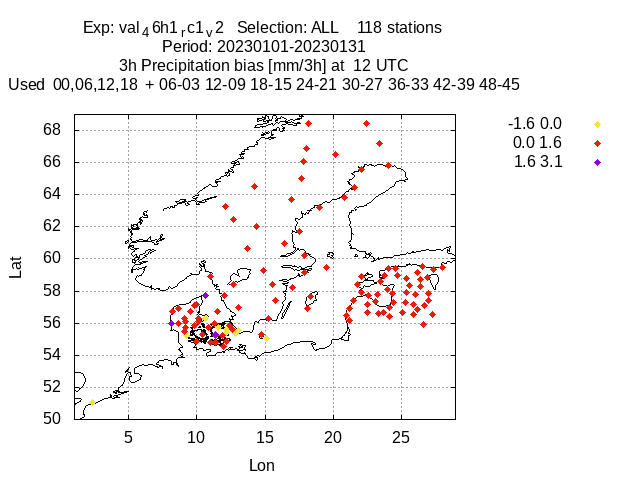 Exp: val46h1rc1v2 Selection: ALL 118 stations
Period: 20230101-20230131
3h Precipitation bias [mm/3h] at 12 UTC
Used 00,06,12,18 + 06-03 12-09 18-15 24-21 30-27 36-33 42-39 48-45
-1.6 0.0
0.0 1.6
1.6 3.1
68
66
64
62
60
58
56
54
52
50
Lat
5 10 15 20 25
Lon